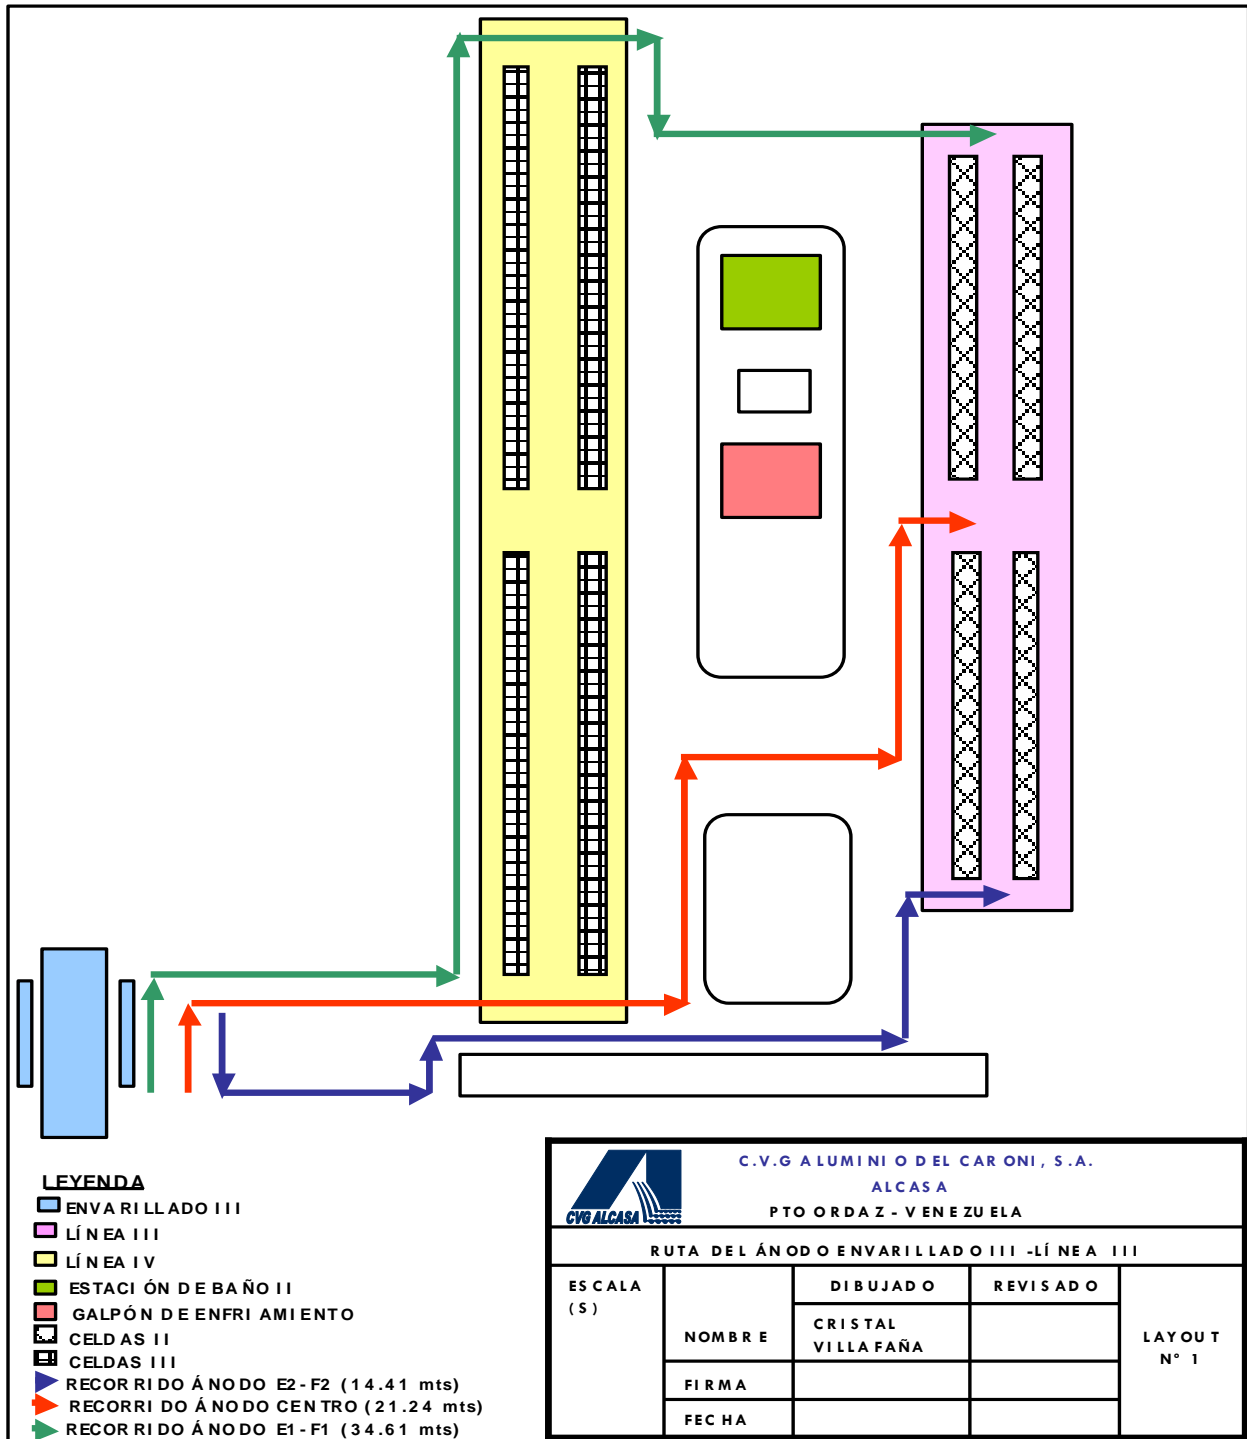 LEYENDA
ENVARILLADO III
LÍNEA III
LÍNEA IV
ESTACIÓN DE BAÑO II
GALPÓN DE ENFRIAMIENTO
CELDAS II
CELDAS III
RECORRIDO ÁNODO E2-F2 (14.41 mts)
RECORRIDO ÁNODO CENTRO (21.24 mts)
RECORRIDO ÁNODO E1-F1 (34.61 mts)
CVG ALCASA
C.V.G ALUMINIO DEL CARONI, S.A.
ALCASA
PTO ORDAZ - VENEZUELA
RUTA DEL ÁNODO ENVARILLADO III -LÍNEA III
ESCALA
(S)
DIBUJADO
REVISADO
NOMBRE
CRISTAL
VILLAFAÑA
FIRMA
FECHA
LAYOUT
N° 1